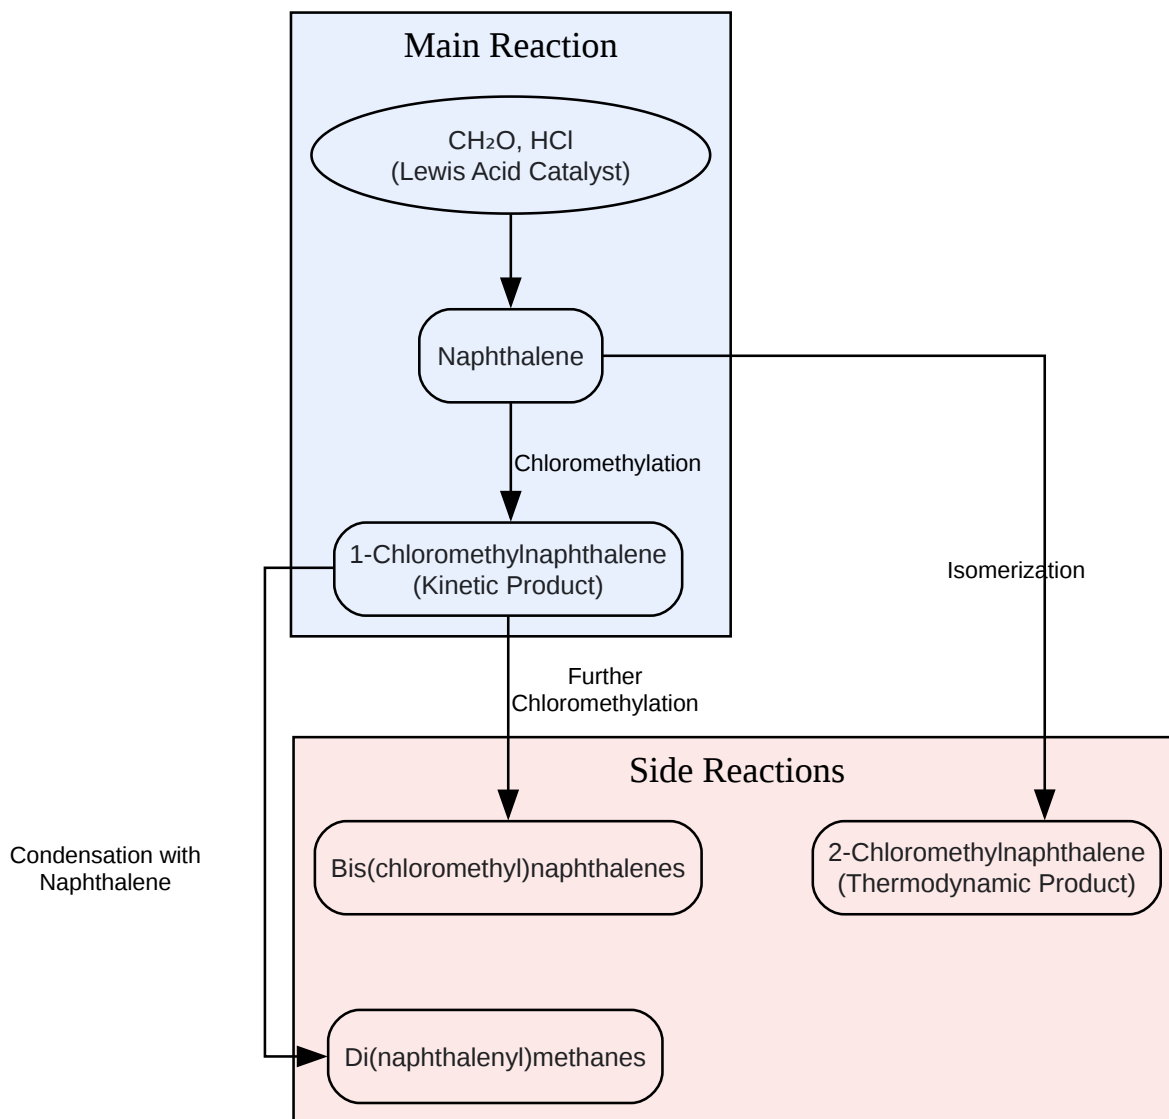 Main Reaction
CH₂O, HCl
(Lewis Acid Catalyst)
Naphthalene
Chloromethylation
1-Chloromethylnaphthalene
(Kinetic Product)
Isomerization
Further
Chloromethylation
Side Reactions
Condensation with
Naphthalene
Bis(chloromethyl)naphthalenes
2-Chloromethylnaphthalene
(Thermodynamic Product)
Di(naphthalenyl)methanes